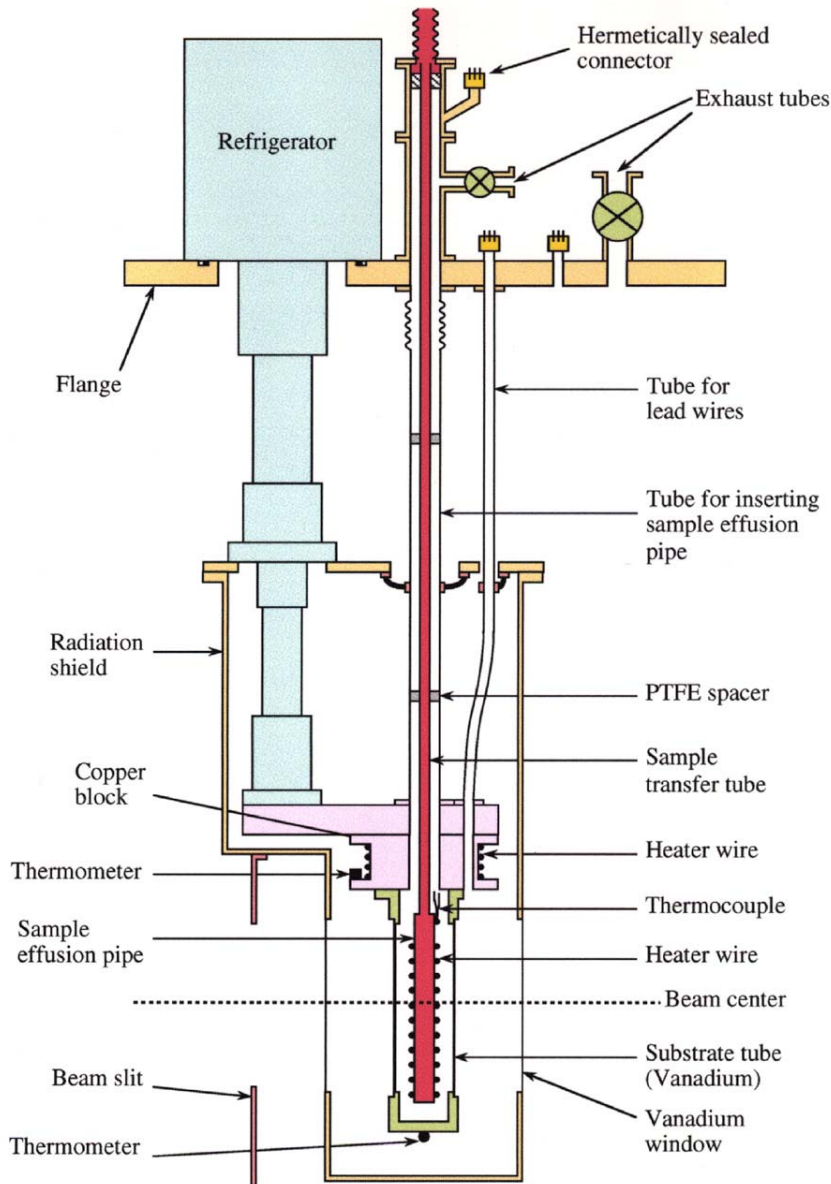 Hermetically sealed
connector
Exhaust tubes
Refrigerator
Flange
Tube for
lead wires
Tube for inserting
sample effusion
pipe
Radiation
shield
PTFE spacer
Sample
transfer tube
Copper
block
Heater wire
Thermometer
Thermocouple
Sample
effusion pipe
Heater wire
Beam center
Substrate tube
(Vanadium)
Beam slit
Vanadium
window
Thermometer